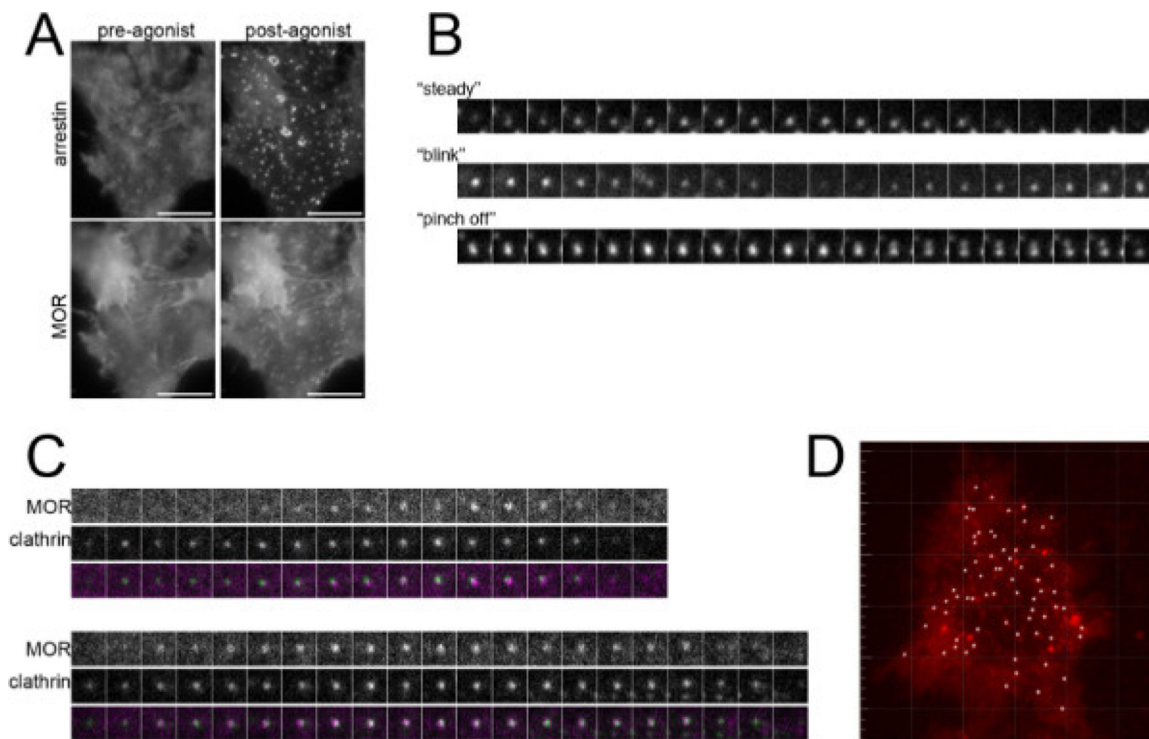 A
pre-agonist post-agonist
arrestin
MOR
B
"steady"
"blink"
"pinch off"
C
MOR
clathrin
MOR
clathrin
D